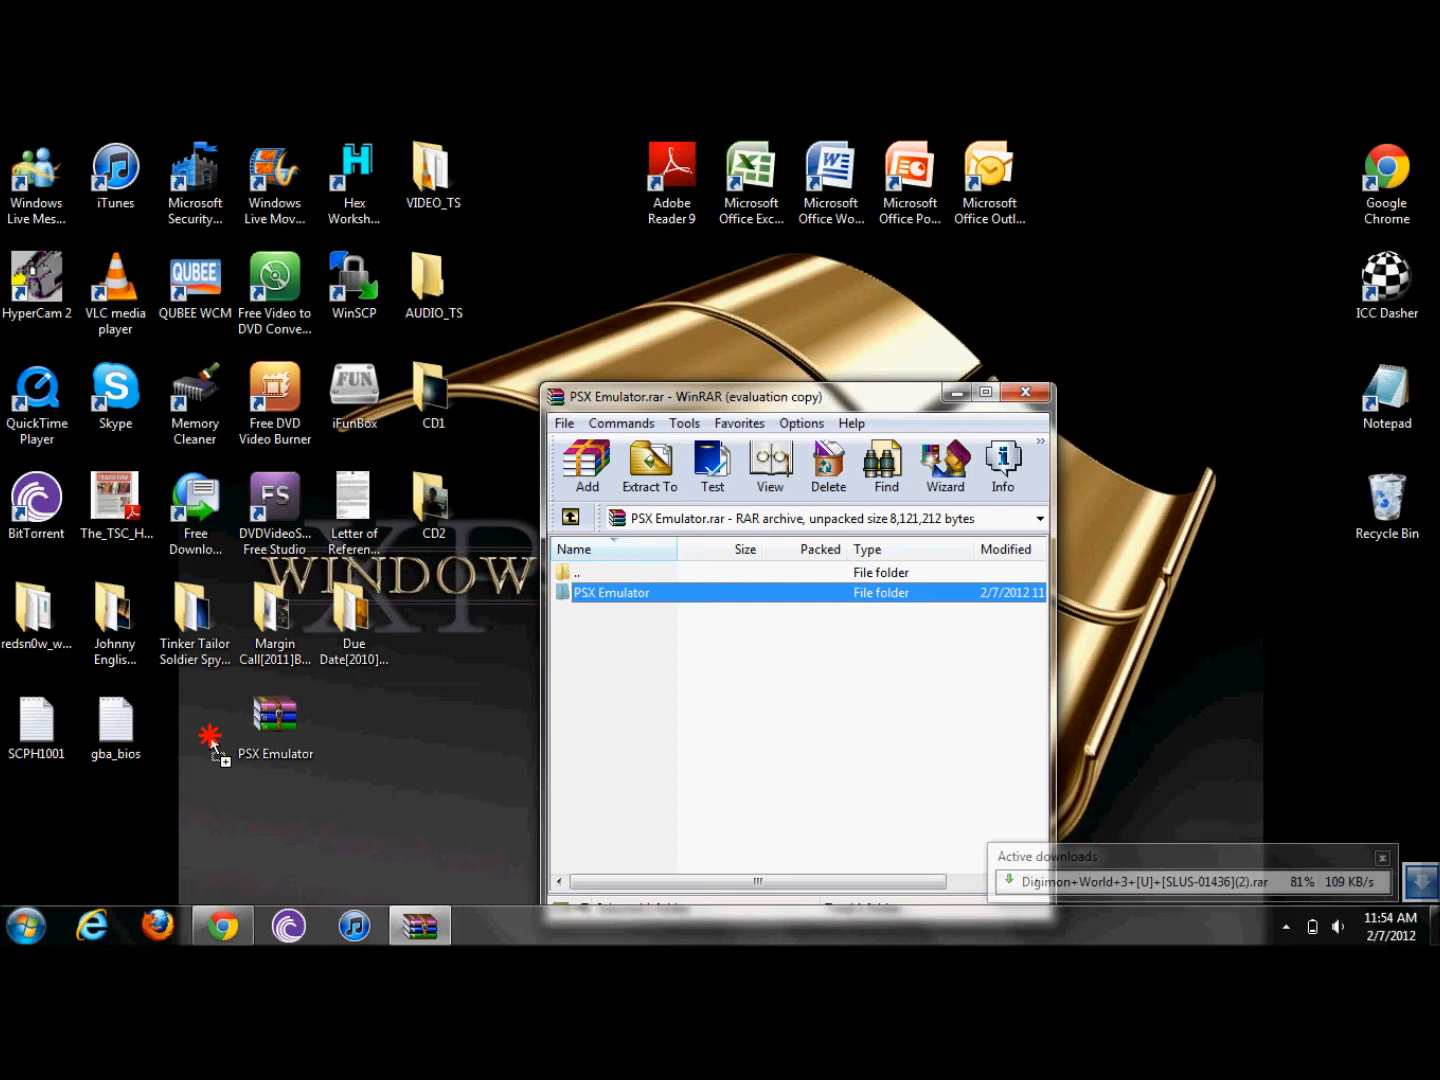 Windows
Live Mes...
iTunes
Microsoft
Security...
Windows
Live Mov...
Hex
Worksh...
VIDEO_TS
Adobe
Reader 9
Microsoft
Office Exc...
Microsoft
Office Wo...
Microsoft
Office Po...
Microsoft
Office Outl...
Google
Chrome
HyperCam 2
VLC media
player
QUBEE
QUBEE WCM
Free Video to
DVD Conve...
WinSCP
AUDIO_TS
ICC Dasher
QuickTime
Player
Skype
Memory
Cleaner
Free DVD
Video Burner
FUN
iFunBox
CD1
Notepad
BitTorrent
The_TSC_H...
Free
Downlo...
FS
DVDVideoS...
Free Studio
Letter of
Referen...
CD2
Recycle Bin
XP
WINDOW
redsn0w_w...
Johnny
Englis...
Tinker Tailor
Soldier Spy...
Margin
Call[2011]B...
Due
Date[2010]...
SCPH1001
gba_bios
PSX Emulator
PSX Emulator.rar - WinRAR (evaluation copy)
File Commands Tools Favorites Options Help
Add Extract To Test View Delete Find Wizard Info
PSX Emulator.rar - RAR archive, unpacked size 8,121,212 bytes
Name Size Packed Type Modified
.. File folder
PSX Emulator File folder 2/7/2012 11
Active downloads
Digimon+World+3+[U]+[SLUS-01436](2).rar 81% 109 KB/s
11:54 AM
2/7/2012